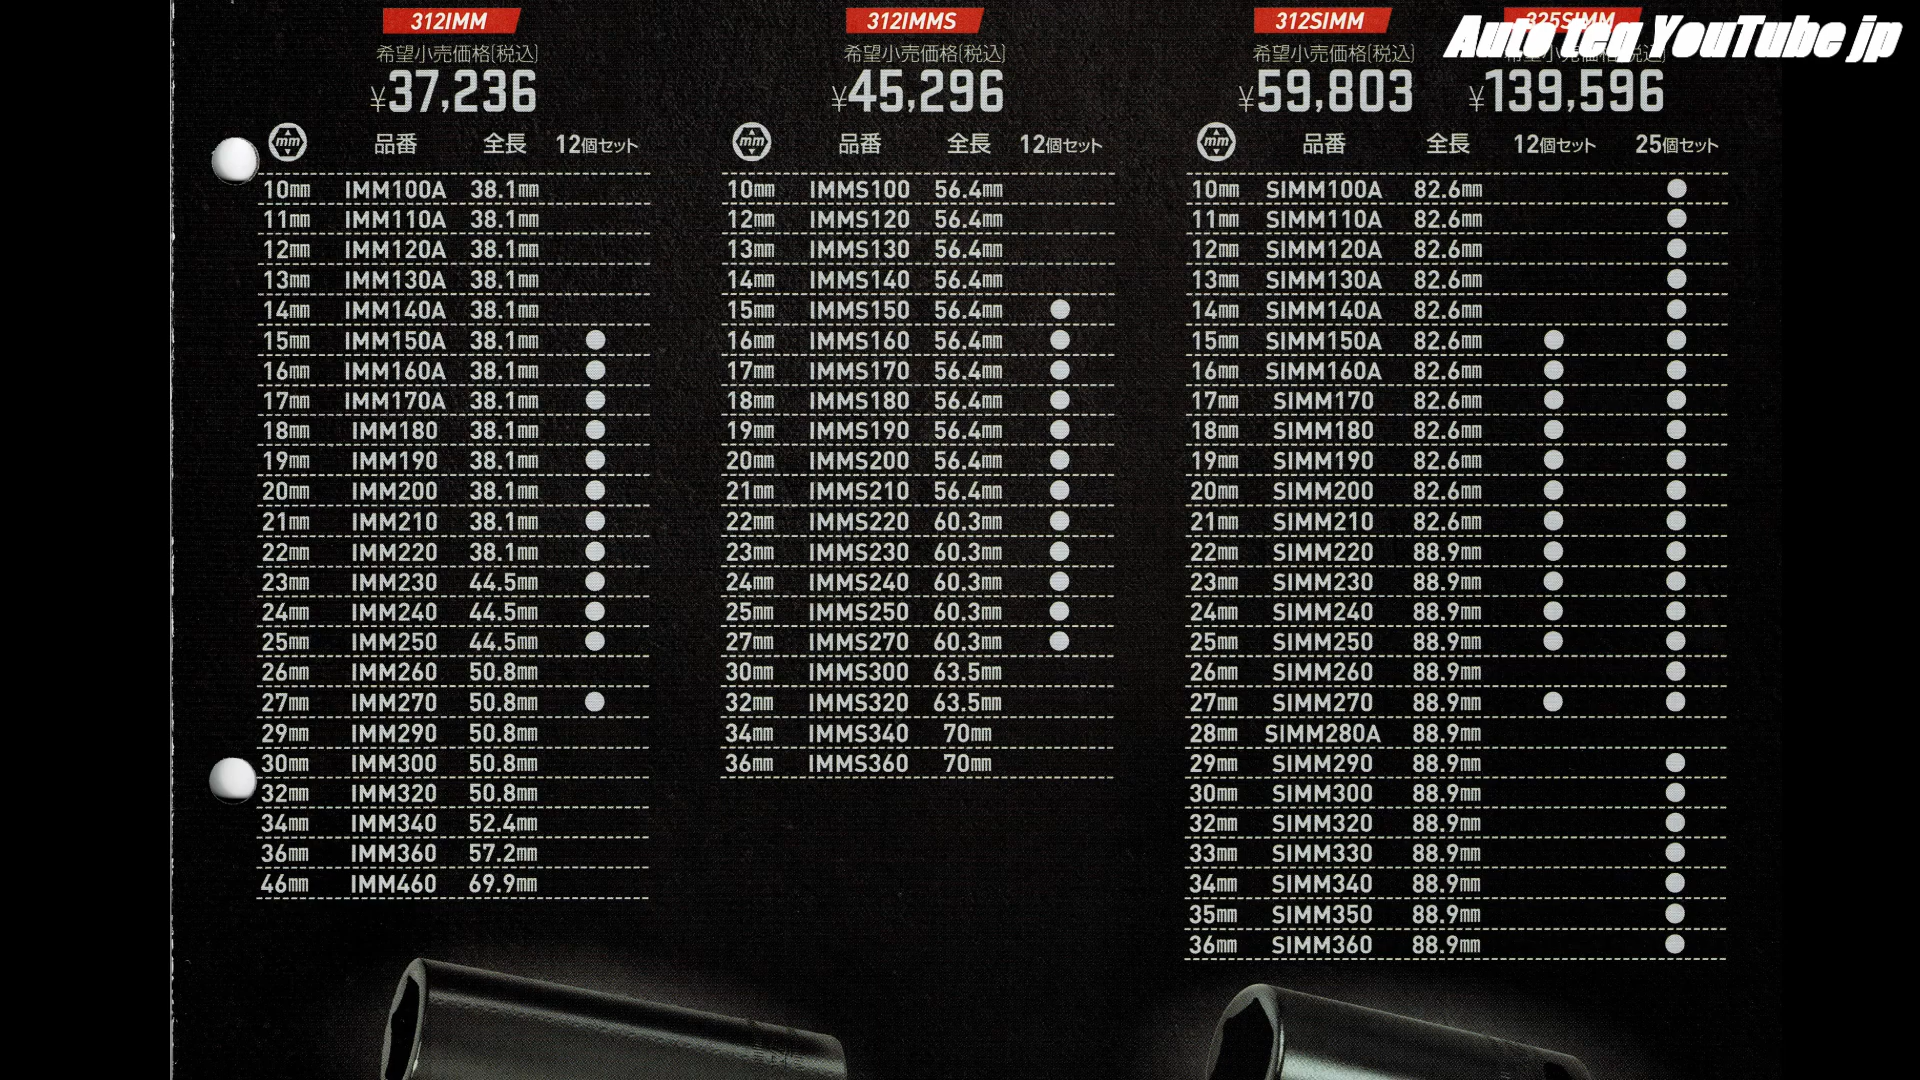 312IMM
希望小売価格(税込)
¥37,236
mm 品番 全長 12個セット
10mm IMM100A 38.1mm
11mm IMM110A 38.1mm
12mm IMM120A 38.1mm
13mm IMM130A 38.1mm
14mm IMM140A 38.1mm
15mm IMM150A 38.1mm ●
16mm IMM160A 38.1mm ●
17mm IMM170A 38.1mm ●
18mm IMM180 38.1mm ●
19mm IMM190 38.1mm ●
20mm IMM200 38.1mm ●
21mm IMM210 38.1mm ●
22mm IMM220 38.1mm ●
23mm IMM230 44.5mm ●
24mm IMM240 44.5mm ●
25mm IMM250 44.5mm ●
26mm IMM260 50.8mm
27mm IMM270 50.8mm ●
29mm IMM290 50.8mm
30mm IMM300 50.8mm
32mm IMM320 50.8mm
34mm IMM340 52.4mm
36mm IMM360 57.2mm
46mm IMM460 69.9mm
312IMMS
希望小売価格(税込)
¥45,296
mm 品番 全長 12個セット
10mm IMMS100 56.4mm
12mm IMMS120 56.4mm
13mm IMMS130 56.4mm
14mm IMMS140 56.4mm
15mm IMMS150 56.4mm ●
16mm IMMS160 56.4mm ●
17mm IMMS170 56.4mm ●
18mm IMMS180 56.4mm ●
19mm IMMS190 56.4mm ●
20mm IMMS200 56.4mm ●
21mm IMMS210 56.4mm ●
22mm IMMS220 60.3mm ●
23mm IMMS230 60.3mm ●
24mm IMMS240 60.3mm ●
25mm IMMS250 60.3mm ●
27mm IMMS270 60.3mm ●
30mm IMMS300 63.5mm
32mm IMMS320 63.5mm
34mm IMMS340 70mm
36mm IMMS360 70mm
312SIMM 325SIMM
Auto teq YouTube jp
希望小売価格(税込)
¥59,803 ¥139,596
mm 品番 全長 12個セット 25個セット
10mm SIMM100A 82.6mm ●
11mm SIMM110A 82.6mm ●
12mm SIMM120A 82.6mm ●
13mm SIMM130A 82.6mm ●
14mm SIMM140A 82.6mm ●
15mm SIMM150A 82.6mm ● ●
16mm SIMM160A 82.6mm ● ●
17mm SIMM170 82.6mm ● ●
18mm SIMM180 82.6mm ● ●
19mm SIMM190 82.6mm ● ●
20mm SIMM200 82.6mm ● ●
21mm SIMM210 82.6mm ● ●
22mm SIMM220 88.9mm ● ●
23mm SIMM230 88.9mm ● ●
24mm SIMM240 88.9mm ● ●
25mm SIMM250 88.9mm ● ●
26mm SIMM260 88.9mm ●
27mm SIMM270 88.9mm ● ●
28mm SIMM280A 88.9mm
29mm SIMM290 88.9mm ●
30mm SIMM300 88.9mm ●
32mm SIMM320 88.9mm ●
33mm SIMM330 88.9mm ●
34mm SIMM340 88.9mm ●
35mm SIMM350 88.9mm ●
36mm SIMM360 88.9mm ●